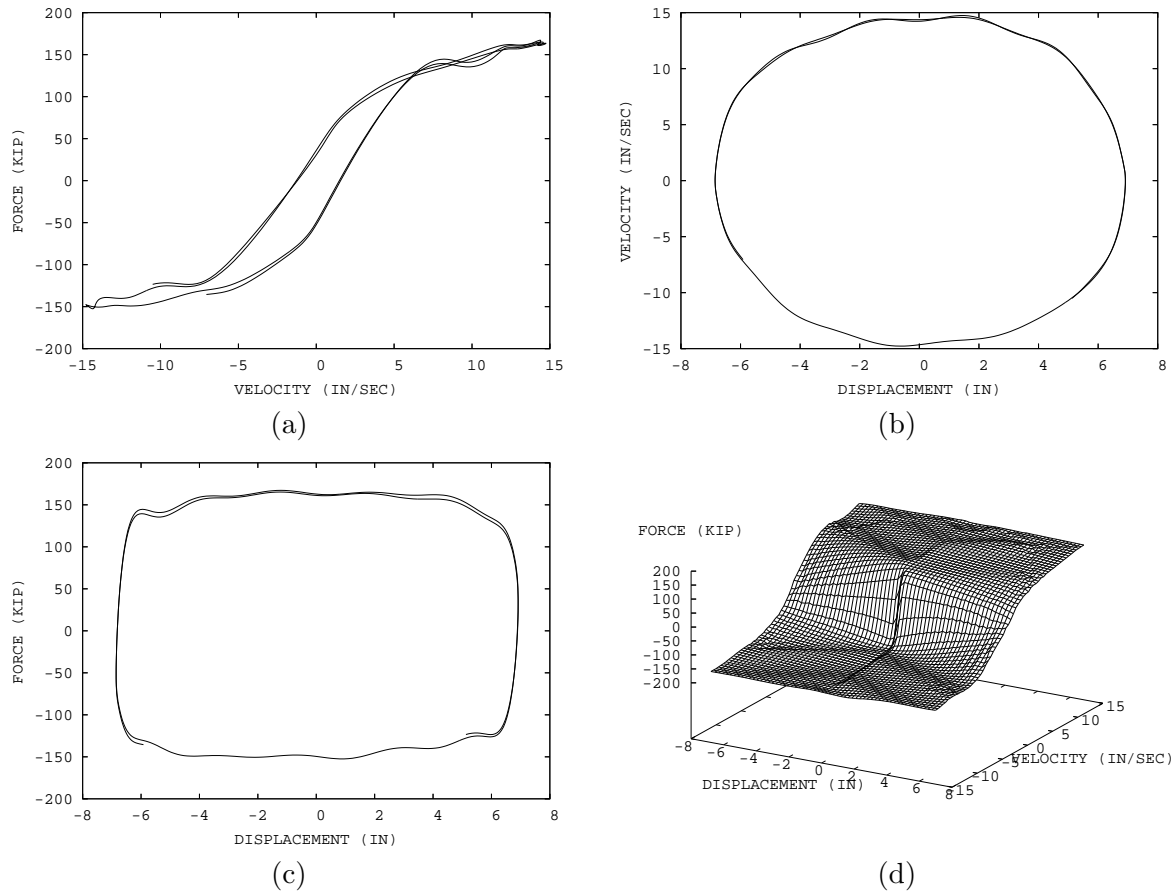 200
150
100
50
0
-50
-100
-150
-200
FORCE (KIP)
-15 -10 -5 0 5 10 15
VELOCITY (IN/SEC)
(a)
15
10
5
0
-5
-10
-15
VELOCITY (IN/SEC)
-8 -6 -4 -2 0 2 4 6 8
DISPLACEMENT (IN)
(b)
200
150
100
50
0
-50
-100
-150
-200
FORCE (KIP)
-8 -6 -4 -2 0 2 4 6 8
DISPLACEMENT (IN)
(c)
FORCE (KIP)
200
150
100
50
0
-50
-100
-150
-200
-8 -6 -4 -2 0 2 4 6 8
DISPLACEMENT (IN)
-15 -10 -5 0 5 10 15
VELOCITY (IN/SEC)
(d)